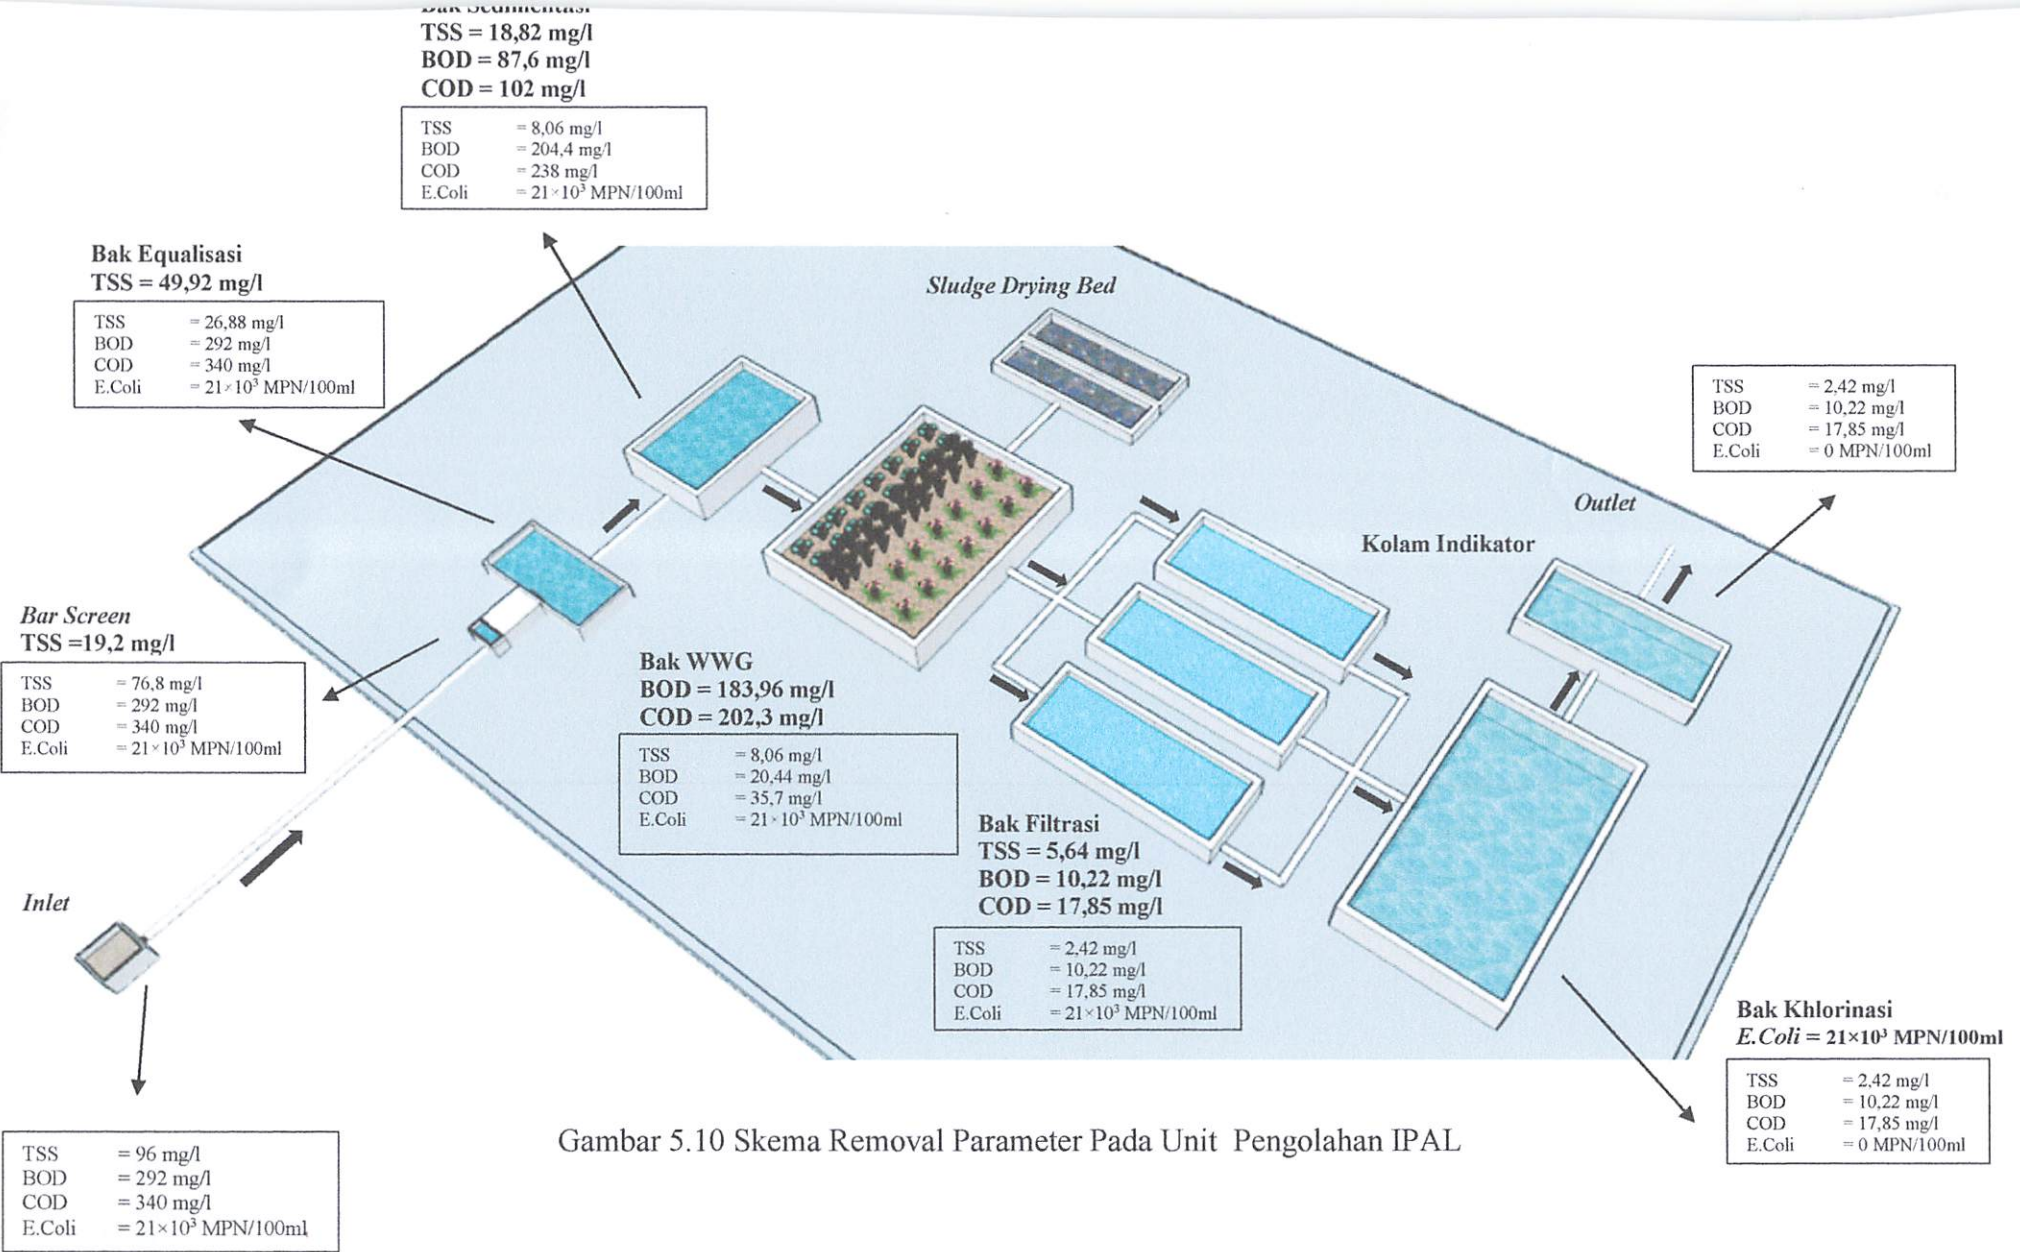 Bak Sedimentasi
TSS = 18,82 mg/l
BOD = 87,6 mg/l
COD = 102 mg/l
TSS = 8,06 mg/l
BOD = 204,4 mg/l
COD = 238 mg/l
E.Coli = 21×10³ MPN/100ml
Bak Equalisasi
TSS = 49,92 mg/l
TSS = 26,88 mg/l
BOD = 292 mg/l
COD = 340 mg/l
E.Coli = 21×10³ MPN/100ml
Sludge Drying Bed
TSS = 2,42 mg/l
BOD = 10,22 mg/l
COD = 17,85 mg/l
E.Coli = 0 MPN/100ml
Outlet
Kolam Indikator
Bar Screen
TSS =19,2 mg/l
TSS = 76,8 mg/l
BOD = 292 mg/l
COD = 340 mg/l
E.Coli = 21×10³ MPN/100ml
Bak WWG
BOD = 183,96 mg/l
COD = 202,3 mg/l
TSS = 8,06 mg/l
BOD = 20,44 mg/l
COD = 35,7 mg/l
E.Coli = 21×10³ MPN/100ml
Bak Filtrasi
TSS = 5,64 mg/l
BOD = 10,22 mg/l
COD = 17,85 mg/l
TSS = 2,42 mg/l
BOD = 10,22 mg/l
COD = 17,85 mg/l
E.Coli = 21×10³ MPN/100ml
Inlet
Bak Khlorinasi
E.Coli = 21×10³ MPN/100ml
TSS = 2,42 mg/l
BOD = 10,22 mg/l
COD = 17,85 mg/l
E.Coli = 0 MPN/100ml
TSS = 96 mg/l
BOD = 292 mg/l
COD = 340 mg/l
E.Coli = 21×10³ MPN/100ml
Gambar 5.10 Skema Removal Parameter Pada Unit Pengolahan IPAL